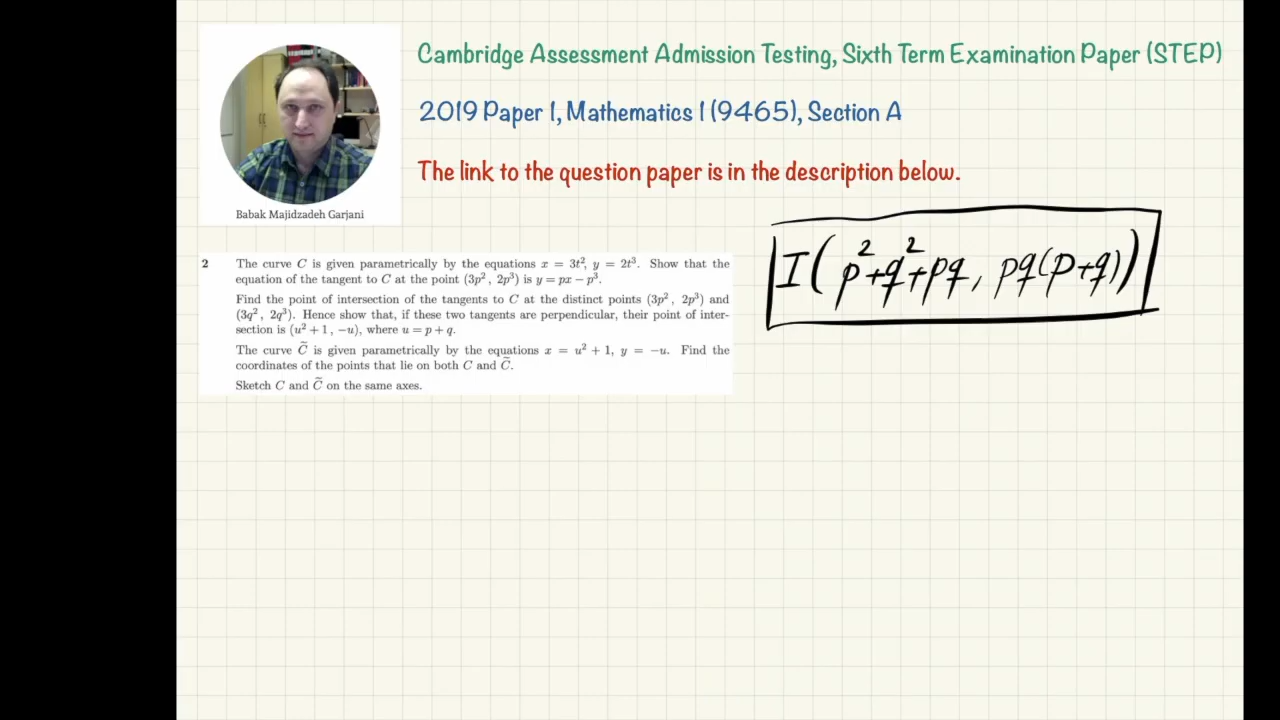 Cambridge Assessment Admission Testing, Sixth Term Examination Paper (STEP)
2019 Paper 1, Mathematics 1 (9465), Section A
The link to the question paper is in the description below.
Babak Majidzadeh Garjani
I(p²+q²+pq, pq(p+q))
2 The curve C is given parametrically by the equations x = 3t², y = 2t³. Show that the
equation of the tangent to C at the point (3p², 2p³) is y = px − p³.
Find the point of intersection of the tangents to C at the distinct points (3p², 2p³) and
(3q², 2q³). Hence show that, if these two tangents are perpendicular, their point of inter-
section is (u² + 1, −u), where u = p + q.
The curve C̃ is given parametrically by the equations x = u² + 1, y = −u. Find the
coordinates of the points that lie on both C and C̃.
Sketch C and C̃ on the same axes.